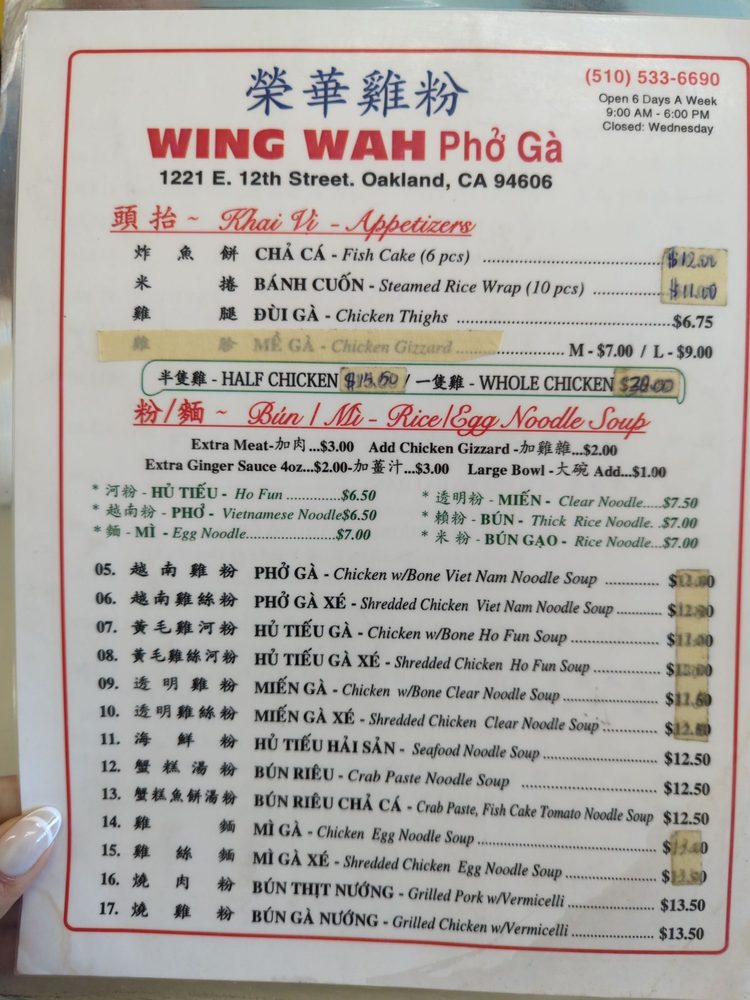 榮華雞粉
(510) 533-6690
Open 6 Days A Week
9:00 AM - 6:00 PM
Closed: Wednesday
WING WAH Phở Gà
1221 E. 12th Street. Oakland, CA 94606
頭抬~ Khai Vi - Appetizers
炸魚餅 CHẢ CÁ - Fish Cake (6 pcs) $12.00
米捲 BÁNH CUỐN - Steamed Rice Wrap (10 pcs) $11.00
雞腿 ĐÙI GÀ - Chicken Thighs $6.75
雞胗 MỀ GÀ - Chicken Gizzard M - $7.00 / L - $9.00
半隻雞 - HALF CHICKEN $15.50 / 一隻雞 - WHOLE CHICKEN
粉/麵~ Bún / Mì - Rice/Egg Noodle Soup
Extra Meat-加肉...$3.00 Add Chicken Gizzard -加雞雜...$2.00
Extra Ginger Sauce 4oz...$2.00-加薑汁...$3.00 Large Bowl -大碗 Add...$1.00
* 河粉 - HỦ TIẾU - Ho Fun ............$6.50 * 透明粉 - MIẾN - Clear Noodle.....$7.50
* 越南粉 - PHỞ - Vietnamese Noodle$6.50 * 賴粉 - BÚN - Thick Rice Noodle. .$7.00
* 麵 - MÌ - Egg Noodle.......................$7.00 * 米粉 - BÚN GẠO - Rice Noodle...$7.00
05. 越南雞粉 PHỞ GÀ - Chicken w/Bone Viet Nam Noodle Soup
06. 越南雞絲粉 PHỞ GÀ XÉ - Shredded Chicken Viet Nam Noodle Soup
07. 黃毛雞河粉 HỦ TIẾU GÀ - Chicken w/Bone Ho Fun Soup
08. 黃毛雞絲河粉 HỦ TIẾU GÀ XÉ - Shredded Chicken Ho Fun Soup
09. 透明雞粉 MIẾN GÀ - Chicken w/Bone Clear Noodle Soup
10. 透明雞絲粉 MIẾN GÀ XÉ - Shredded Chicken Clear Noodle Soup
11. 海鮮粉 HỦ TIẾU HẢI SẢN - Seafood Noodle Soup $12.50
12. 蟹糕湯粉 BÚN RIÊU - Crab Paste Noodle Soup $12.50
13. 蟹糕魚餅湯粉 BÚN RIÊU CHẢ CÁ - Crab Paste, Fish Cake Tomato Noodle Soup $12.50
14. 雞麵 MÌ GÀ - Chicken Egg Noodle Soup
15. 雞絲麵 MÌ GÀ XÉ - Shredded Chicken Egg Noodle Soup
16. 燒肉粉 BÚN THỊT NƯỚNG - Grilled Pork w/Vermicelli $13.50
17. 燒雞粉 BÚN GÀ NƯỚNG - Grilled Chicken w/Vermicelli $13.50